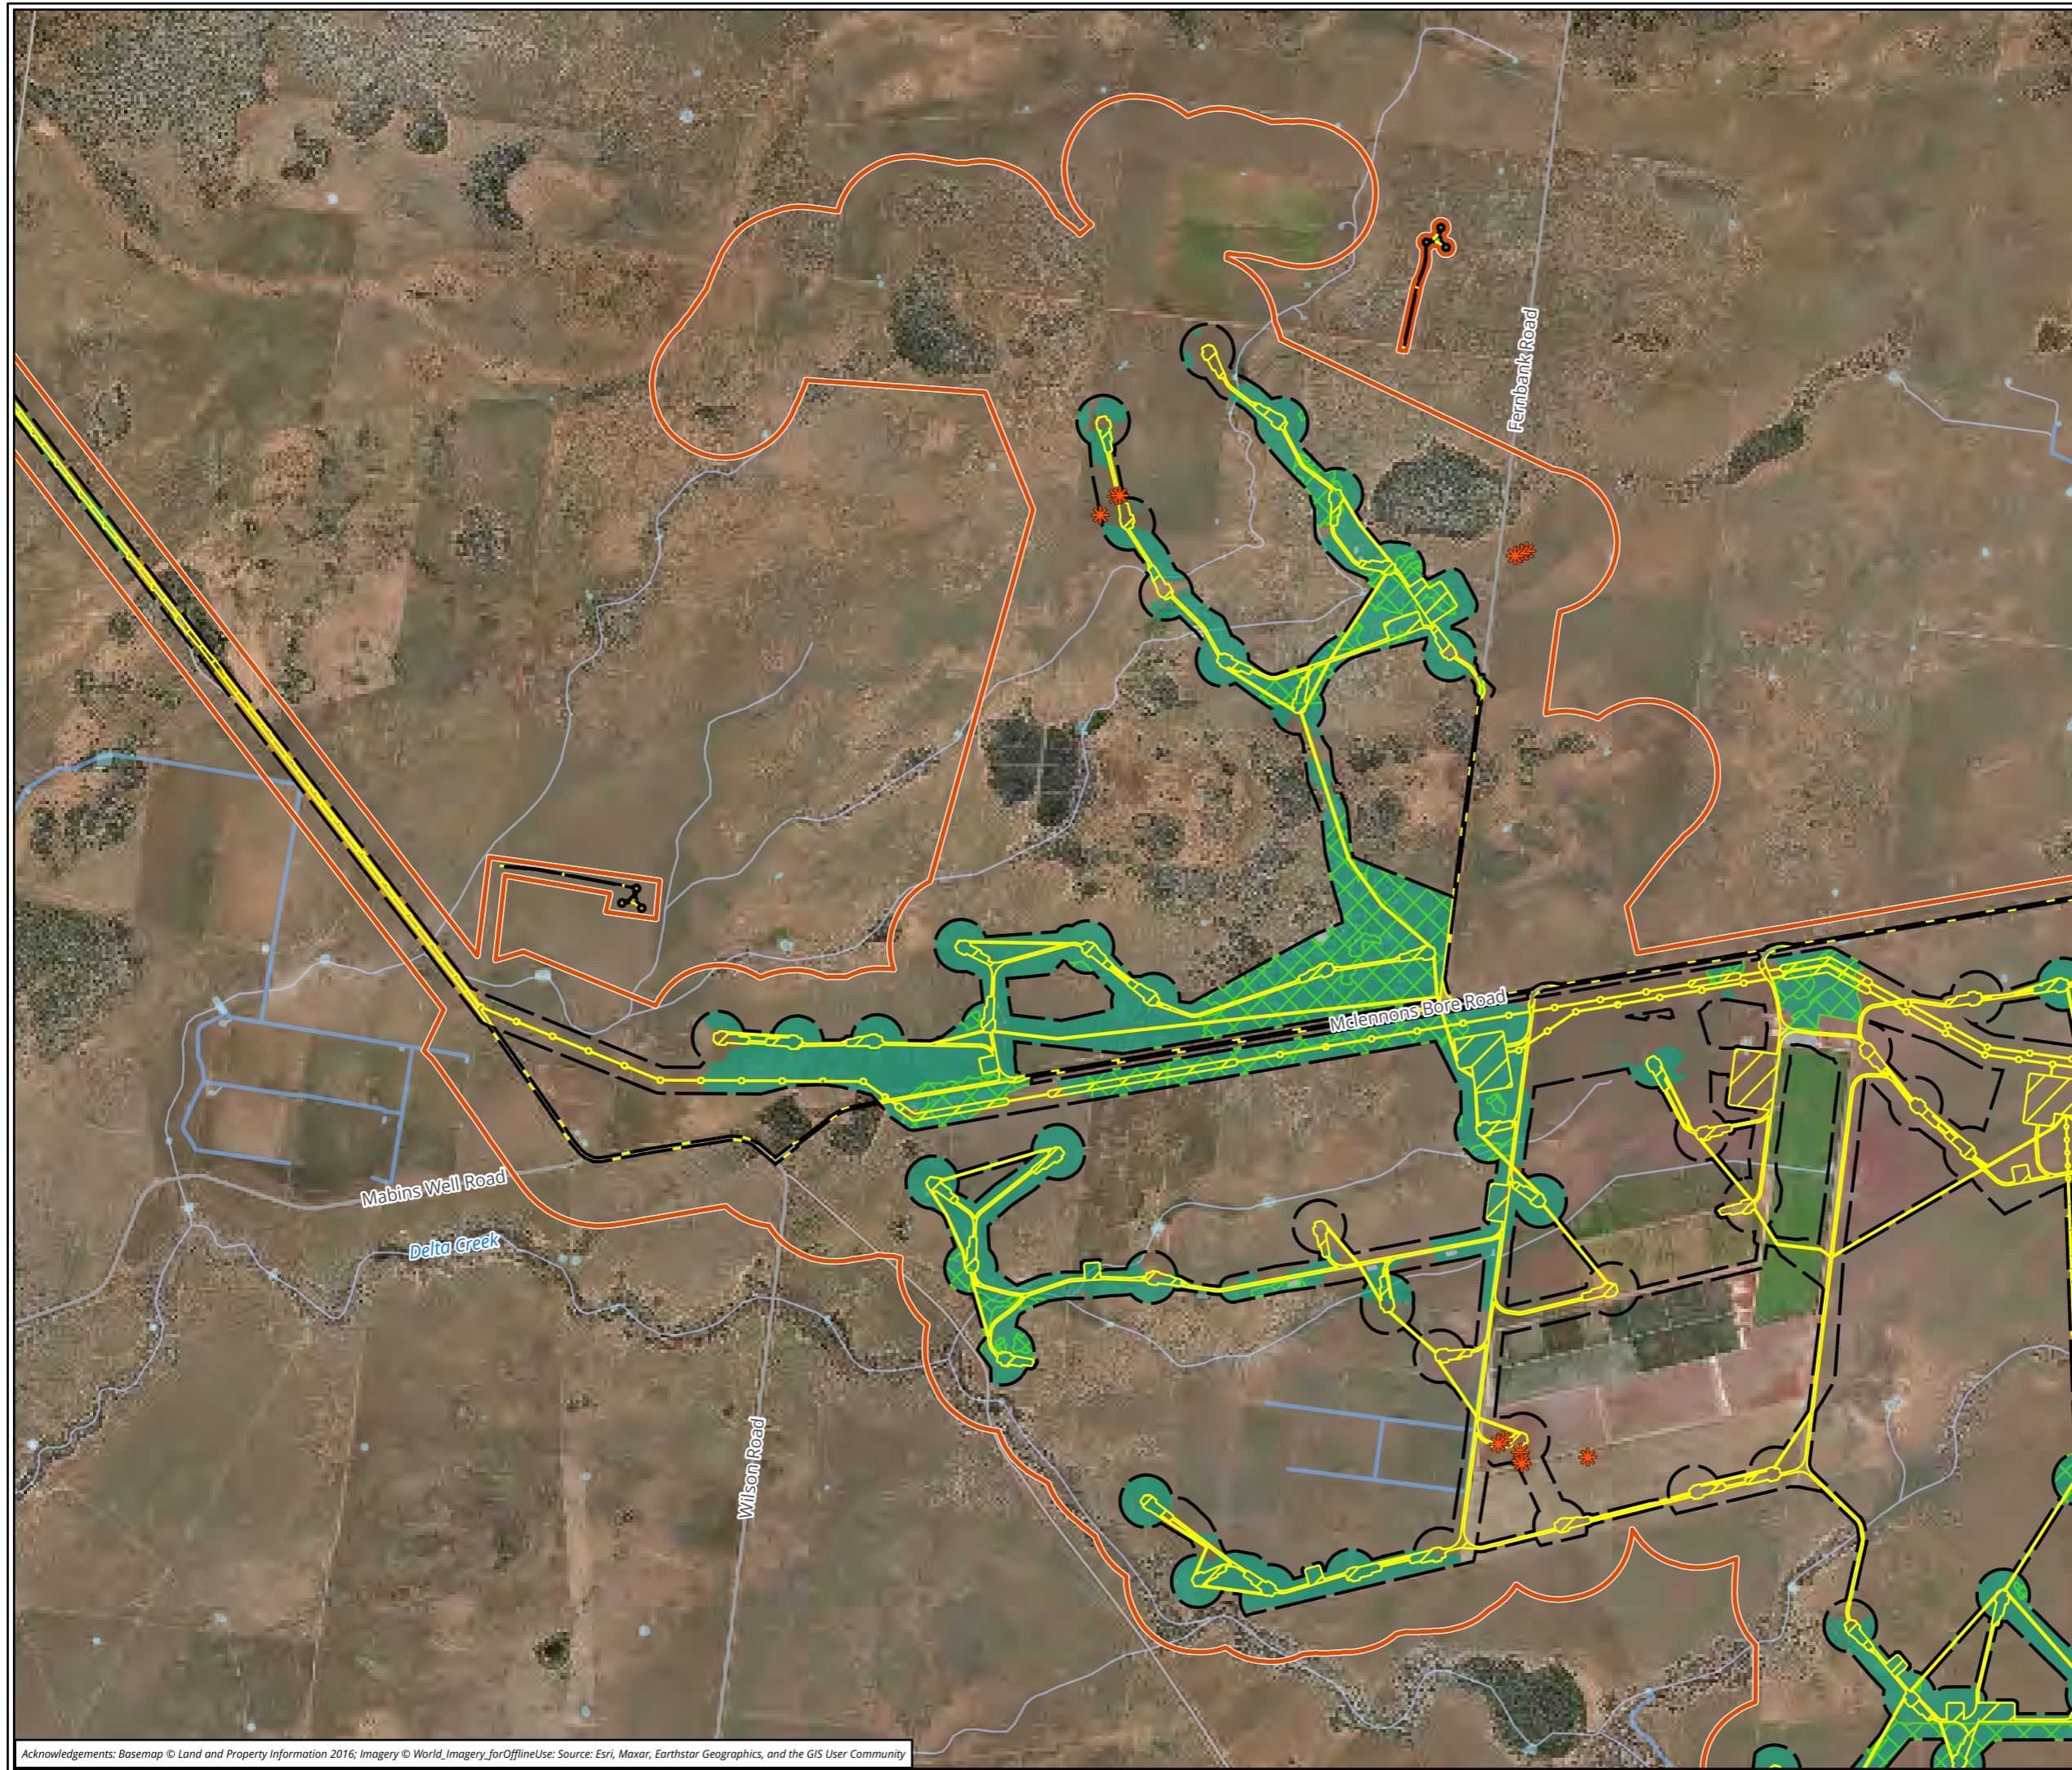 Fernbank Road
Mclennons Bore Road
Mabins Well Road
Delta Creek
Wilson Road
Acknowledgements: Basemap © Land and Property Information 2016; Imagery © World_Imagery_forOfflineUse: Source: Esri, Maxar, Earthstar Geographics, and the GIS User Community